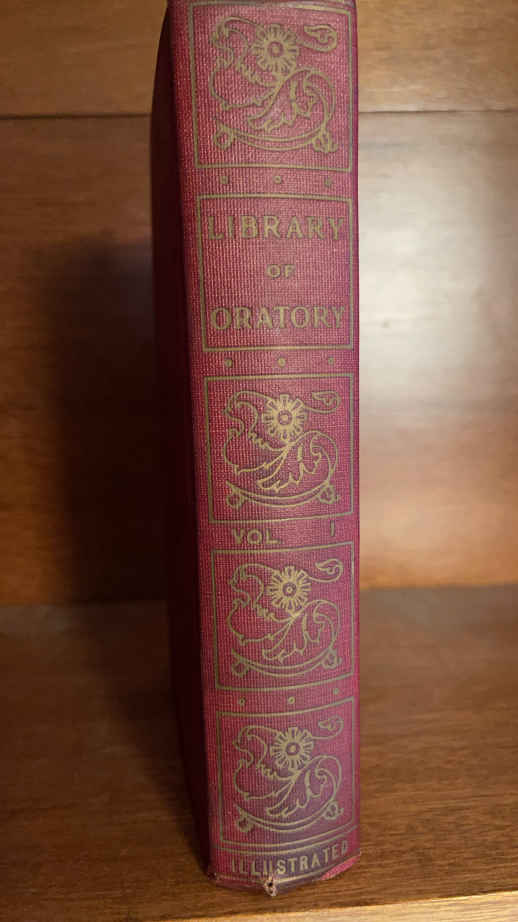 LIBRARY
OF
ORATORY
VOL. I
ILLUSTRATED